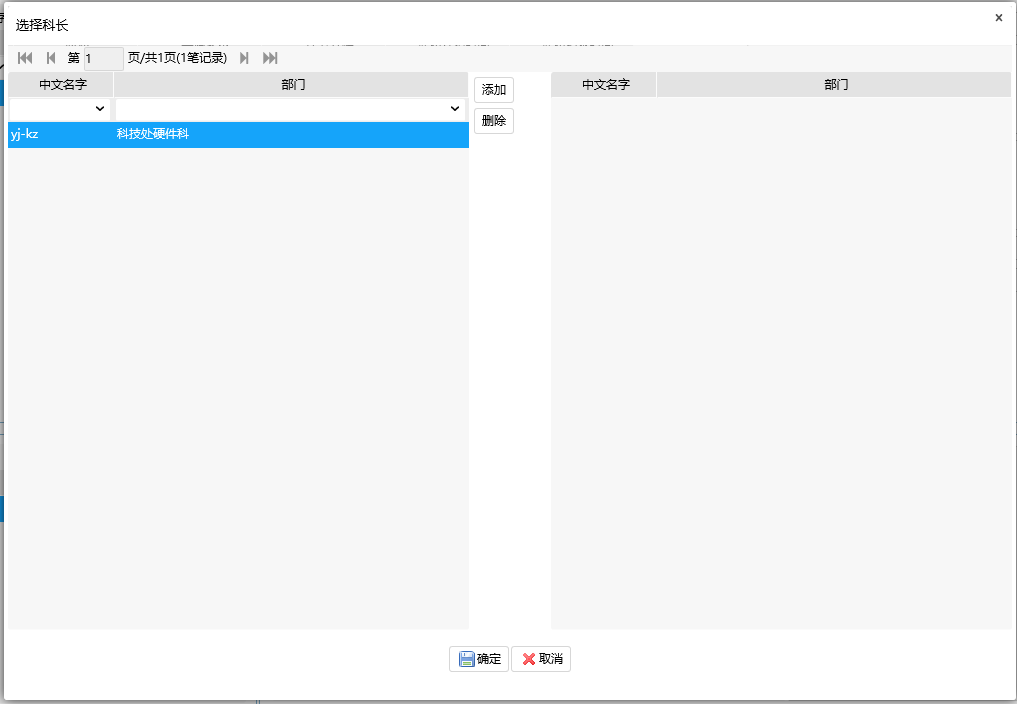 选择科长
×
第 1 页/共1页(1笔记录)
中文名字 部门
添加
中文名字 部门
删除
yj-kz 科技处硬件科
确定 取消